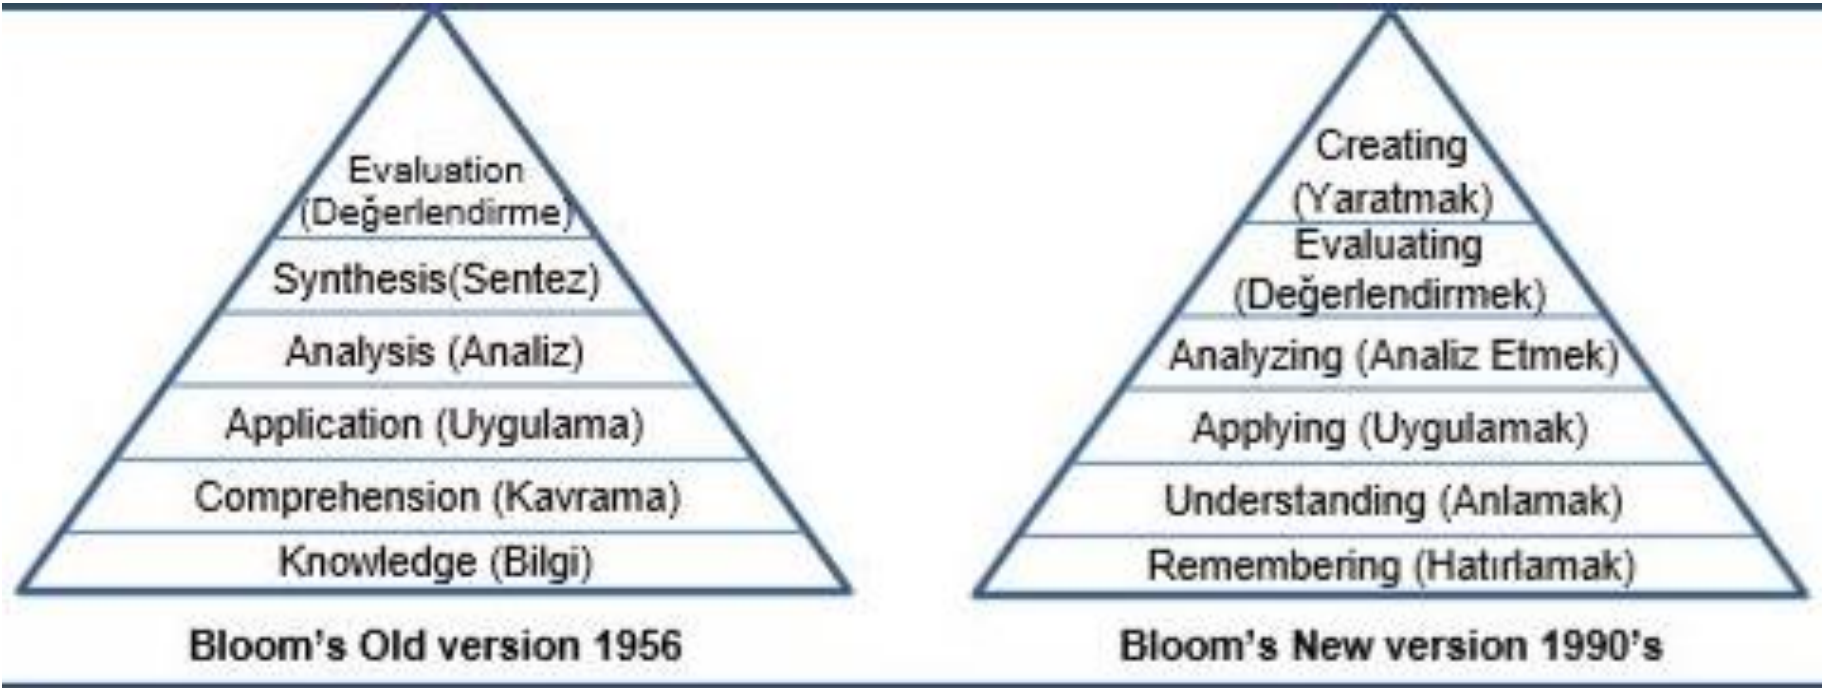 Evaluation
(Değerlendirme)
Synthesis(Sentez)
Analysis (Analiz)
Application (Uygulama)
Comprehension (Kavrama)
Knowledge (Bilgi)
Bloom's Old version 1956
Creating
(Yaratmak)
Evaluating
(Değerlendirmek)
Analyzing (Analiz Etmek)
Applying (Uygulamak)
Understanding (Anlamak)
Remembering (Hatırlamak)
Bloom's New version 1990's